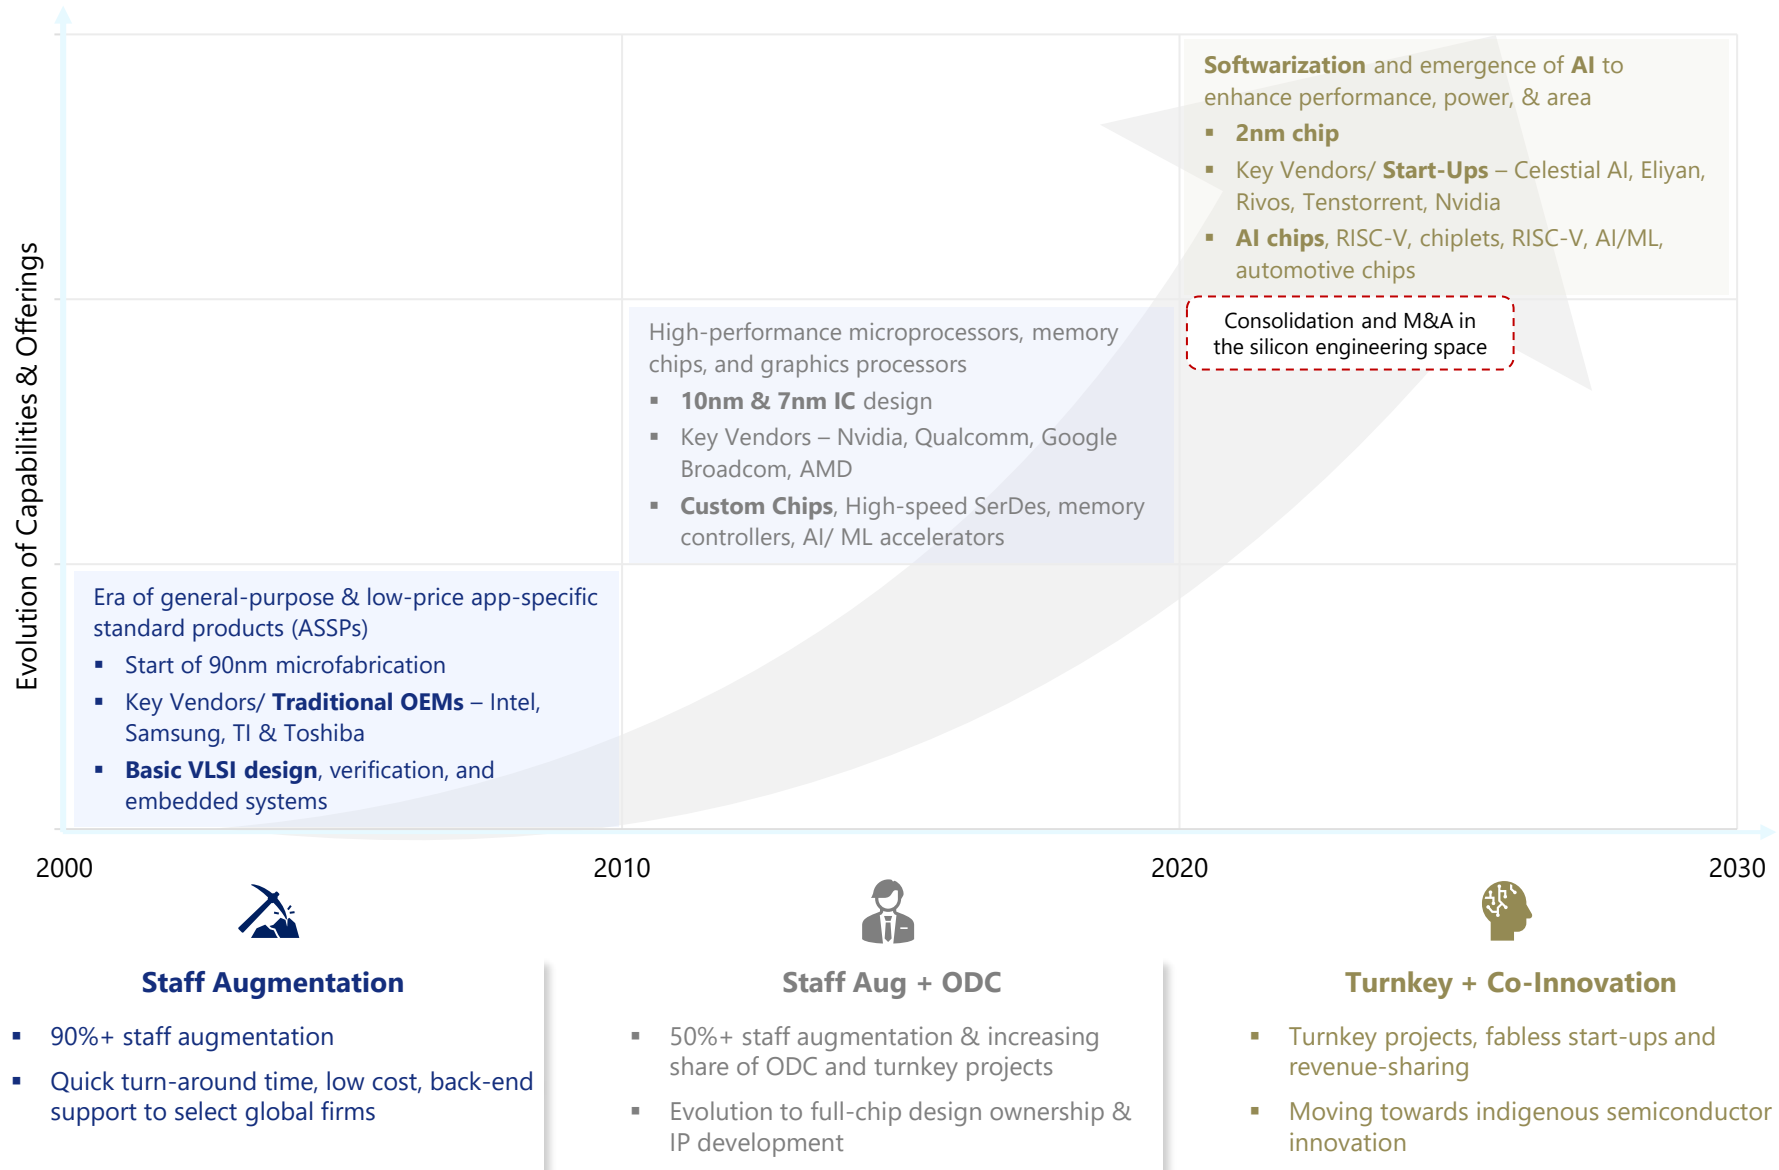 Evolution of Capabilities & Offerings
Softwarization and emergence of AI to
enhance performance, power, & area
▪ 2nm chip
▪ Key Vendors/ Start-Ups – Celestial AI, Eliyan,
Rivos, Tenstorrent, Nvidia
▪ AI chips, RISC-V, chiplets, RISC-V, AI/ML,
automotive chips
Consolidation and M&A in
the silicon engineering space
High-performance microprocessors, memory
chips, and graphics processors
▪ 10nm & 7nm IC design
▪ Key Vendors – Nvidia, Qualcomm, Google
Broadcom, AMD
▪ Custom Chips, High-speed SerDes, memory
controllers, AI/ ML accelerators
Era of general-purpose & low-price app-specific
standard products (ASSPs)
▪ Start of 90nm microfabrication
▪ Key Vendors/ Traditional OEMs – Intel,
Samsung, TI & Toshiba
▪ Basic VLSI design, verification, and
embedded systems
2000
2010
2020
2030
Staff Augmentation
▪ 90%+ staff augmentation
▪ Quick turn-around time, low cost, back-end
support to select global firms
Staff Aug + ODC
▪ 50%+ staff augmentation & increasing
share of ODC and turnkey projects
▪ Evolution to full-chip design ownership &
IP development
Turnkey + Co-Innovation
▪ Turnkey projects, fabless start-ups and
revenue-sharing
▪ Moving towards indigenous semiconductor
innovation